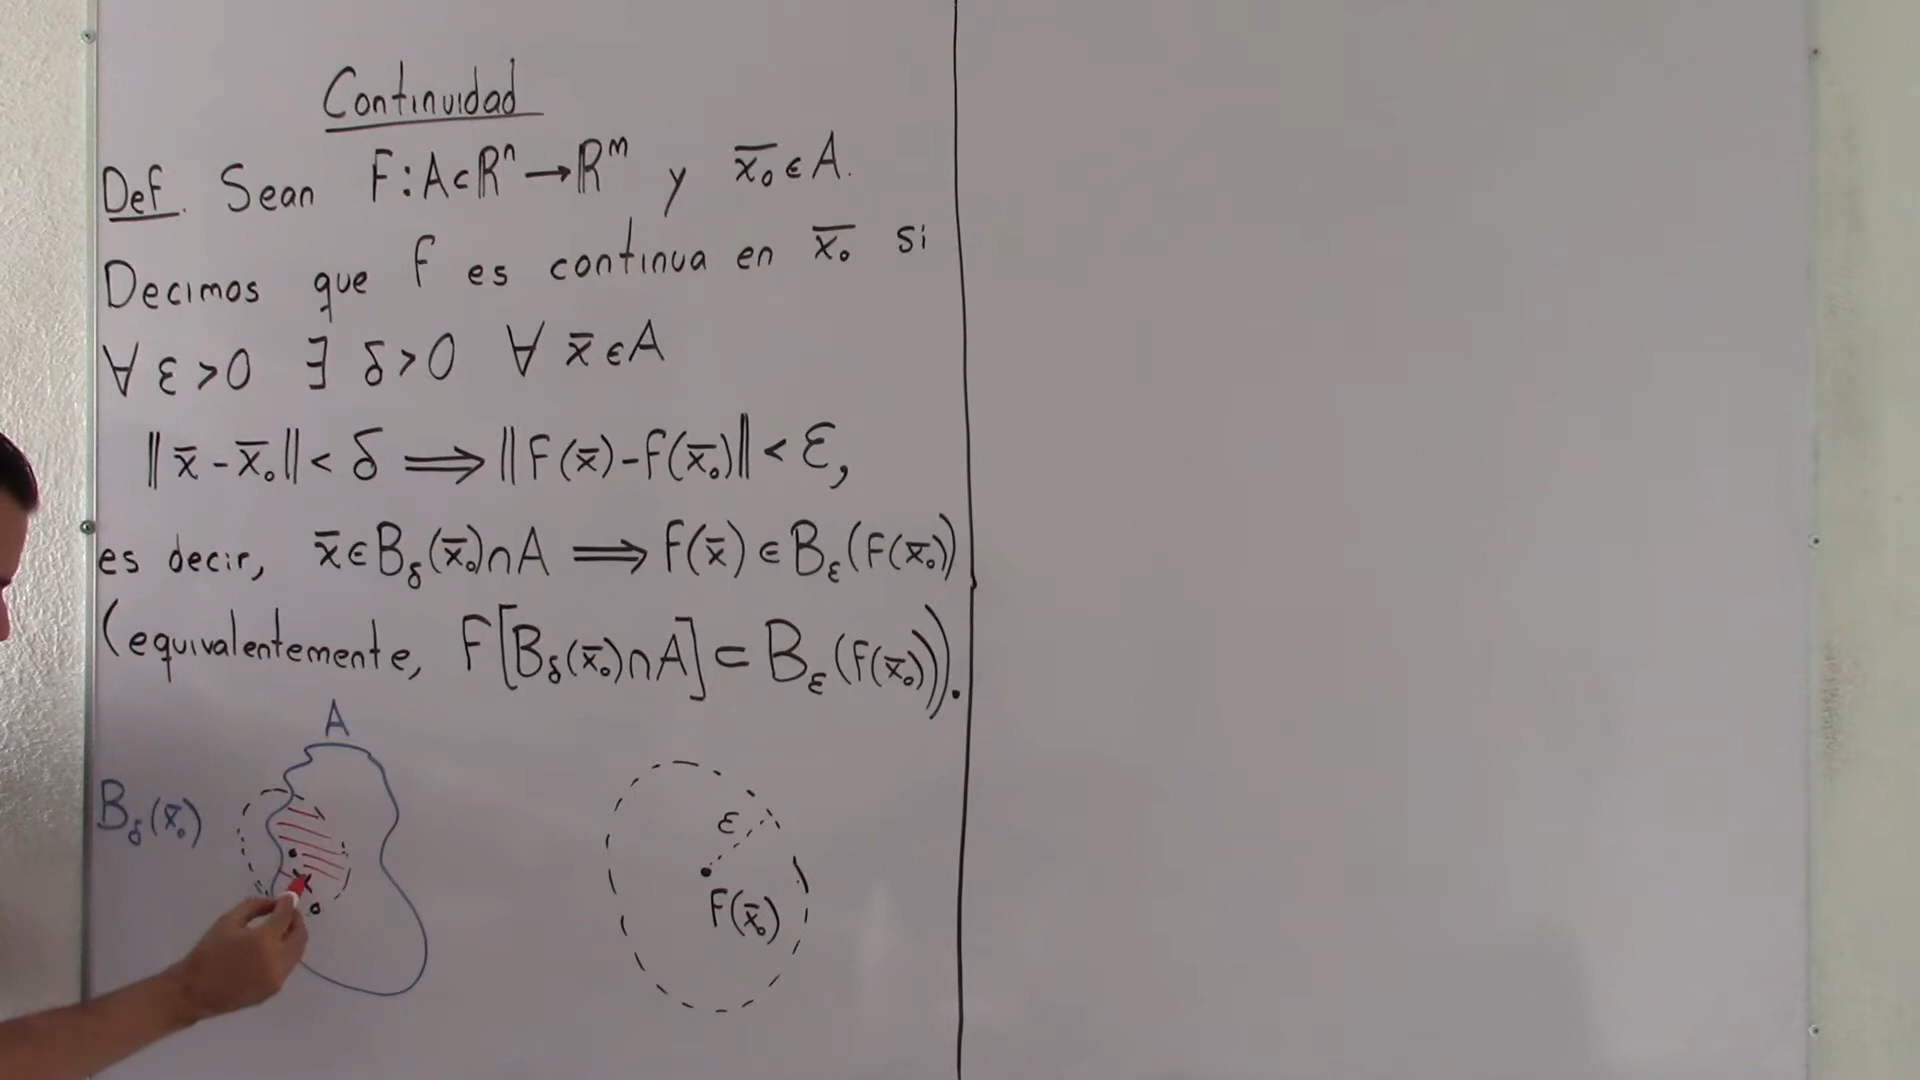 Continuidad
Def. Sean f:A⊂Rⁿ→Rᵐ y x̄₀∈A.
Decimos que f es continua en x̄₀ si
∀ ε>0 ∃ δ>0 ∀ x̄∈A
‖x̄-x̄₀‖<δ ⟹ ‖f(x̄)-f(x̄₀)‖<ε,
es decir, x̄∈B_δ(x̄₀)∩A ⟹ f(x̄)∈B_ε(f(x̄₀))
(equivalentemente, f[B_δ(x̄₀)∩A]⊂B_ε(f(x̄₀))).
A
B_δ(x̄₀)
ε
f(x̄₀)